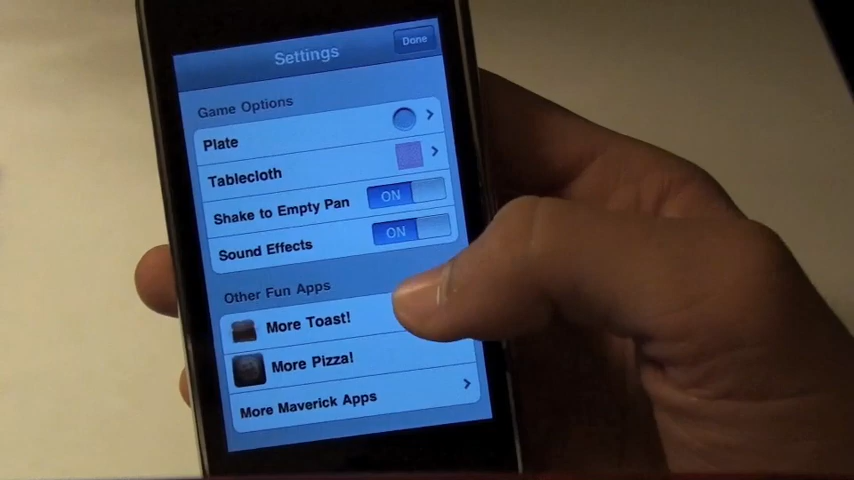 Settings
Done
Game Options
Plate
Tablecloth
Shake to Empty Pan
ON
Sound Effects
ON
Other Fun Apps
More Toast!
More Pizza!
More Maverick Apps